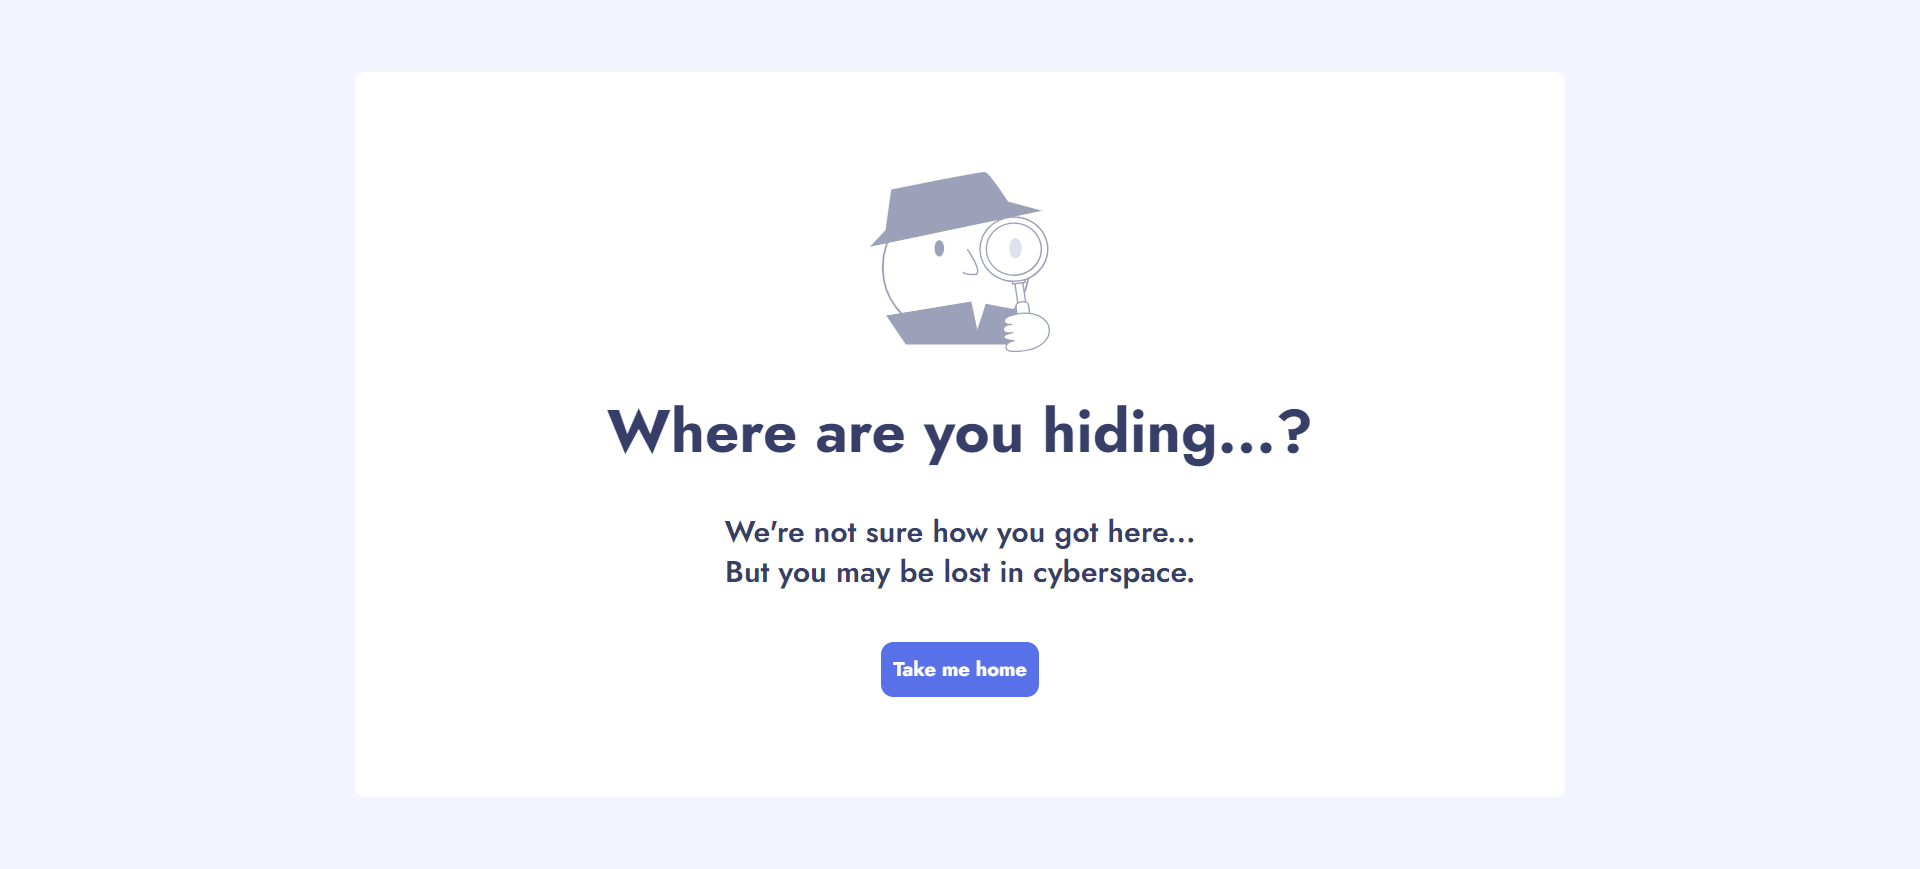 Where are you hiding...?
We're not sure how you got here...
But you may be lost in cyberspace.
Take me home